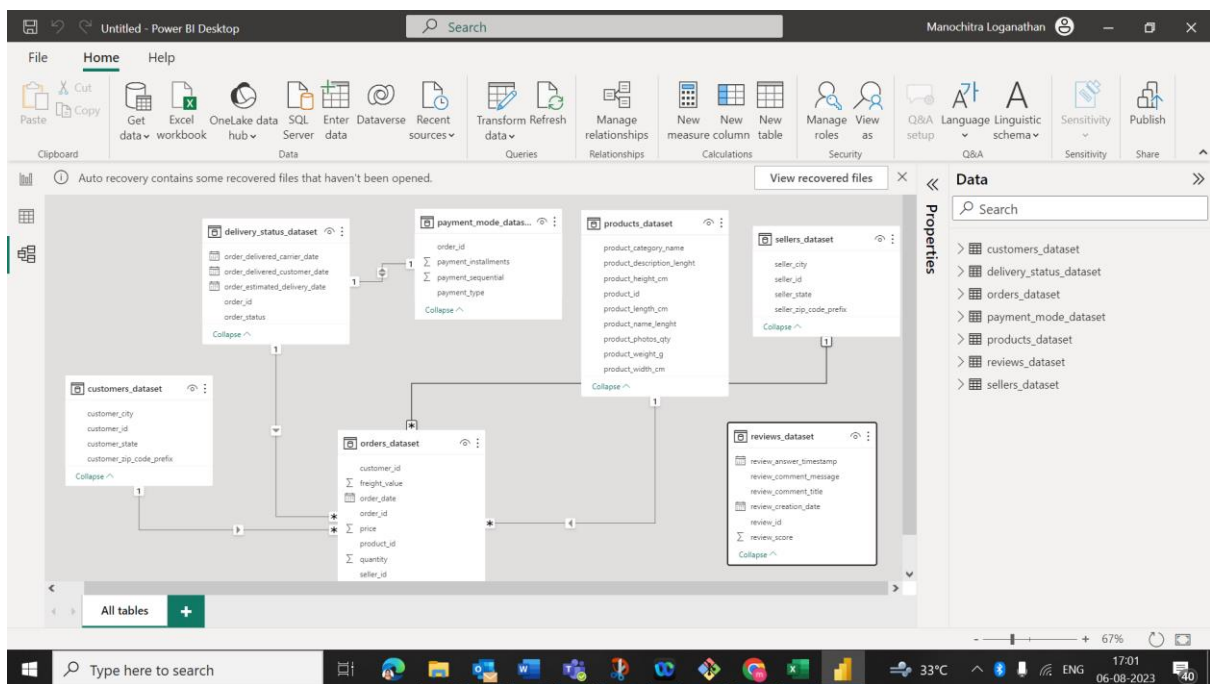 Untitled - Power BI Desktop
Search
Manochitra Loganathan
File Home Help
Paste
Cut
Copy
Get data
Excel workbook
OneLake data hub
SQL Server
Enter data
Dataverse
Recent sources
Transform data
Refresh
Manage relationships
New measure
New column
New table
Manage roles
View as
Q&A setup
Language
Linguistic schema
Sensitivity
Publish
Clipboard
Data
Queries
Relationships
Calculations
Security
Q&A
Sensitivity
Share
Auto recovery contains some recovered files that haven't been opened.
View recovered files
delivery_status_dataset
order_delivered_carrier_date
order_delivered_customer_date
order_estimated_delivery_date
order_id
order_status
Collapse
1
1
1
payment_mode_datas...
order_id
payment_installments
payment_sequential
payment_type
Collapse
products_dataset
product_category_name
product_description_lenght
product_height_cm
product_id
product_length_cm
product_name_lenght
product_photos_qty
product_weight_g
product_width_cm
Collapse
1
sellers_dataset
seller_city
seller_id
seller_state
seller_zip_code_prefix
Collapse
1
customers_dataset
customer_city
customer_id
customer_state
customer_zip_code_prefix
Collapse
1
*
orders_dataset
customer_id
freight_value
order_date
order_id
price
product_id
quantity
seller_id
*
*
*
reviews_dataset
review_answer_timestamp
review_comment_message
review_comment_title
review_creation_date
review_id
review_score
Collapse
Properties
Data
Search
customers_dataset
delivery_status_dataset
orders_dataset
payment_mode_dataset
products_dataset
reviews_dataset
sellers_dataset
All tables
+
- + 67%
Type here to search
33°C
ENG
17:01
06-08-2023
40